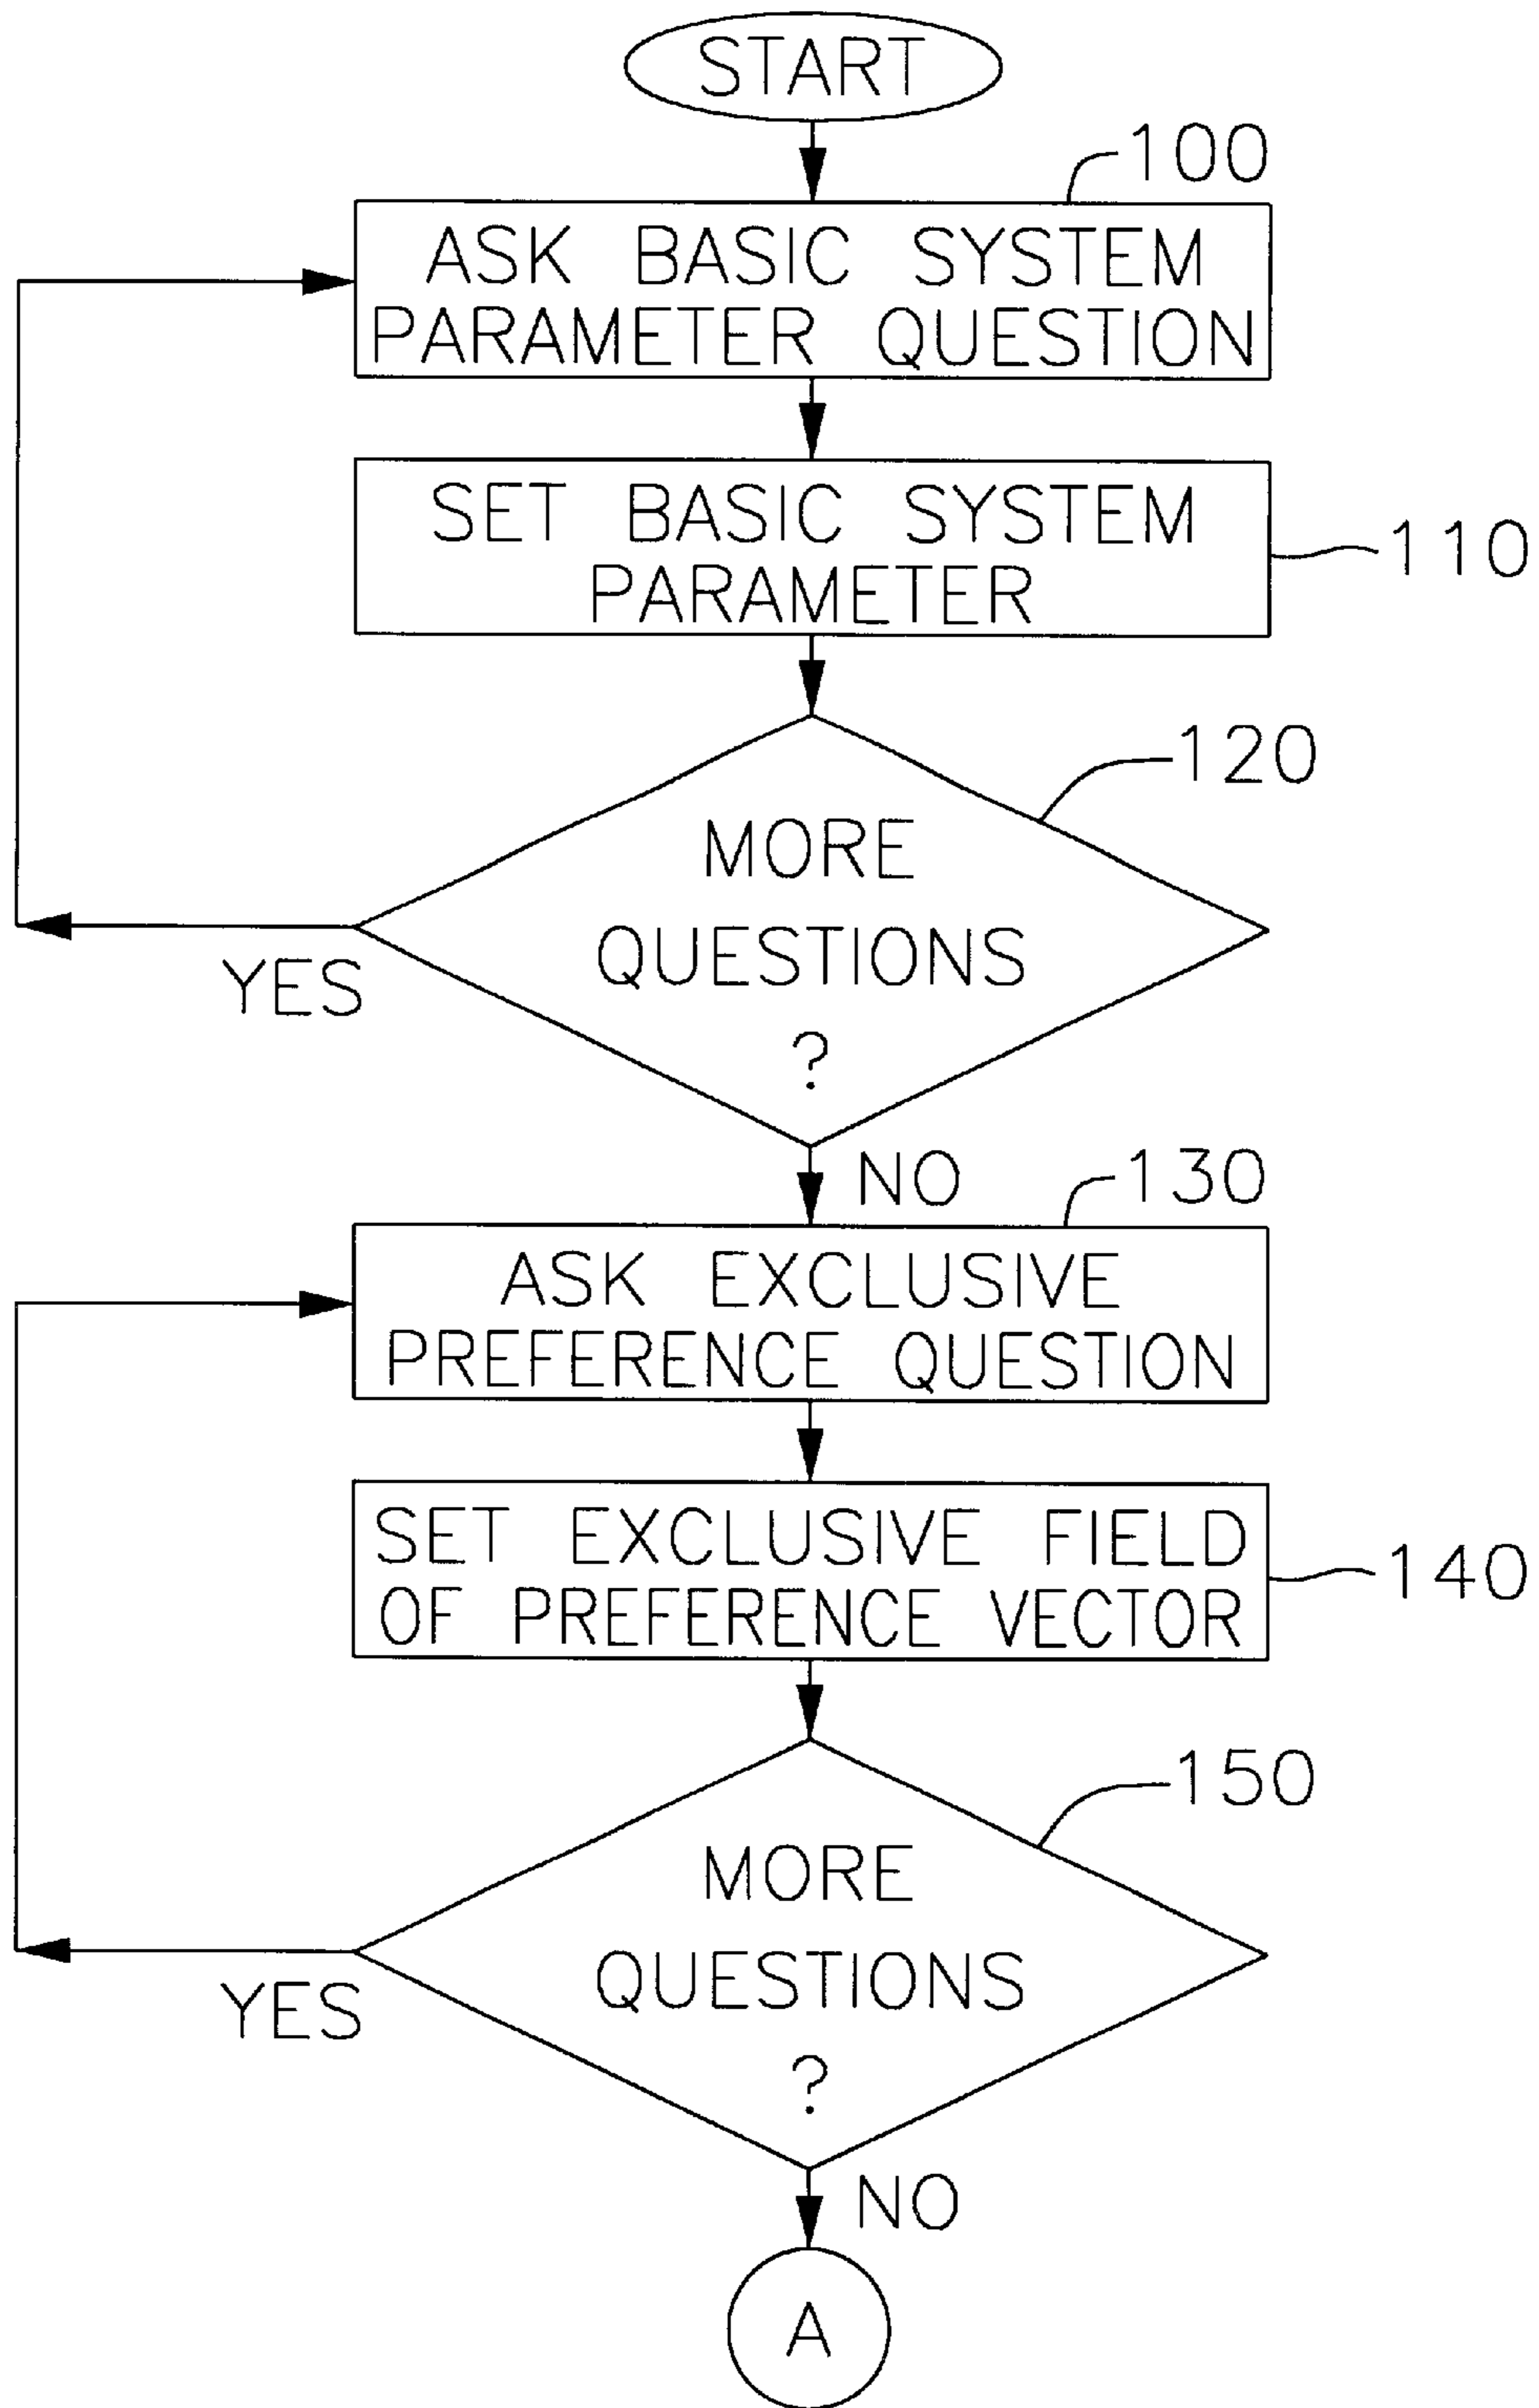 START
100
ASK BASIC SYSTEM
PARAMETER QUESTION
SET BASIC SYSTEM
PARAMETER
110
120
MORE
QUESTIONS
?
YES
NO
130
ASK EXCLUSIVE
PREFERENCE QUESTION
SET EXCLUSIVE FIELD
OF PREFERENCE VECTOR
140
150
MORE
QUESTIONS
?
YES
NO
A